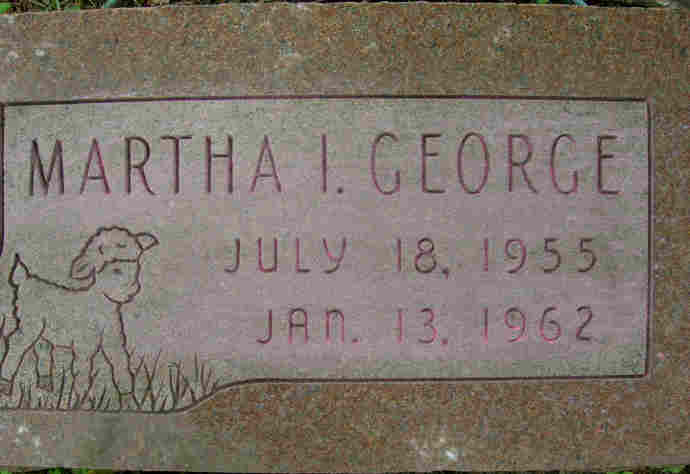 MARTHA I. GEORGE
JULY 18, 1955
JAN. 13, 1962